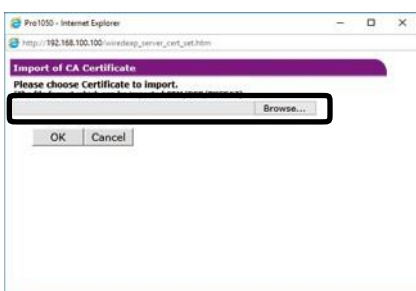 Pro1050 - Internet Explorer
http://192.168.100.100/wiredeap_server_cert_set.htm
Import of CA Certificate
Please choose Certificate to import.
Browse...
OK Cancel